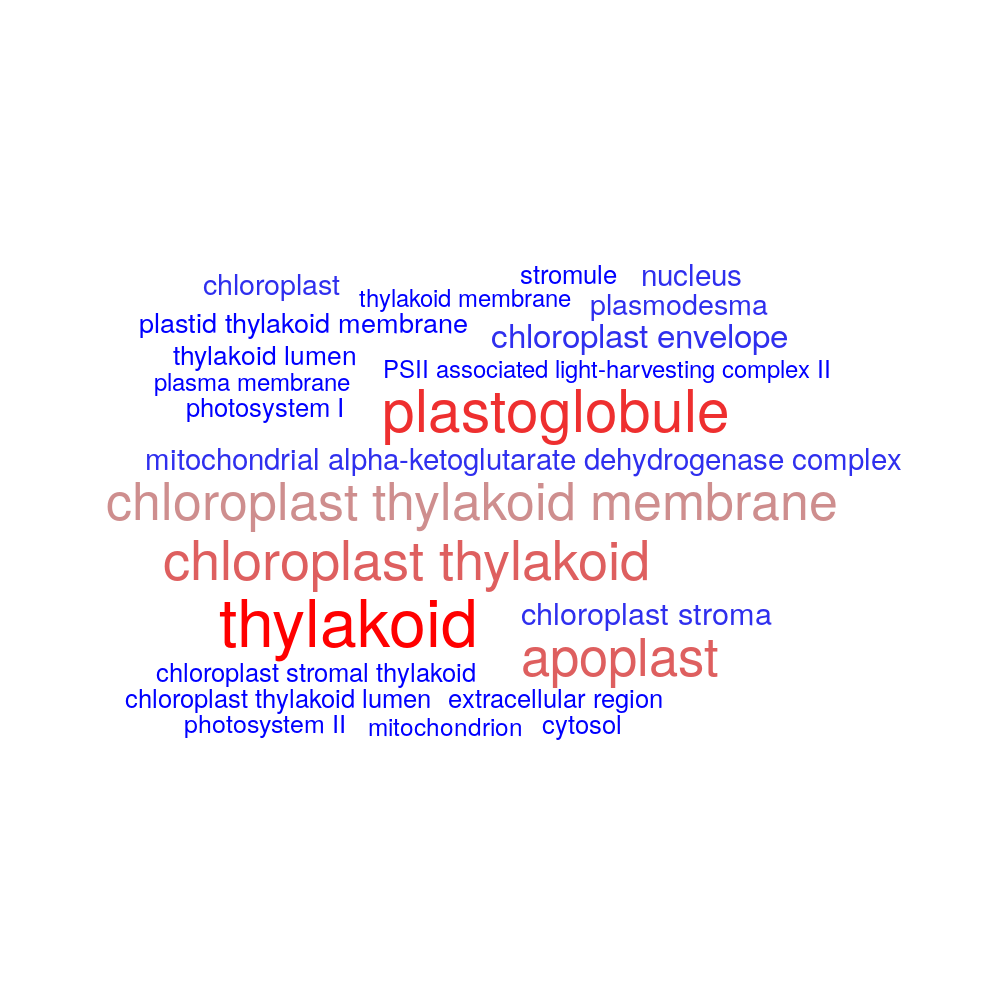 stromule nucleus
chloroplast thylakoid membrane plasmodesma
plastid thylakoid membrane chloroplast envelope
thylakoid lumen PSII associated light-harvesting complex II
plasma membrane
photosystem I plastoglobule
mitochondrial alpha-ketoglutarate dehydrogenase complex
chloroplast thylakoid membrane
chloroplast thylakoid
thylakoid chloroplast stroma
apoplast
chloroplast stromal thylakoid
chloroplast thylakoid lumen extracellular region
photosystem II mitochondrion cytosol